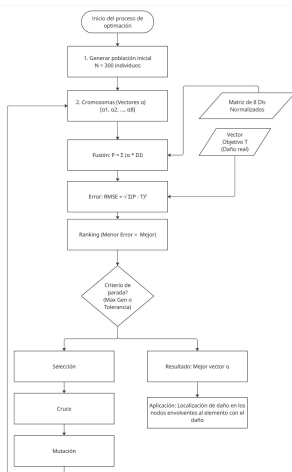 Inicio del proceso de
optimación
1. Generar población inicial
N = 300 individuos
2. Cromosomas (Vectores α)
[α1, α2, ..., α8]
Matriz de 8 DIs
Normalizados
Vector
Objetivo T
(Daño real)
Fusión: P = Σ (α * DI)
Error: RMSE = √ Σ(P - T)²
Ranking (Menor Error = Mejor)
Criterio de
parada?
(Max Gen o
Tolerancia)
Selección
Resultado: Mejor vector α
Cruce
Aplicación: Localización de daño en los
nodos envolventes al elemento con el
daño
Mutación